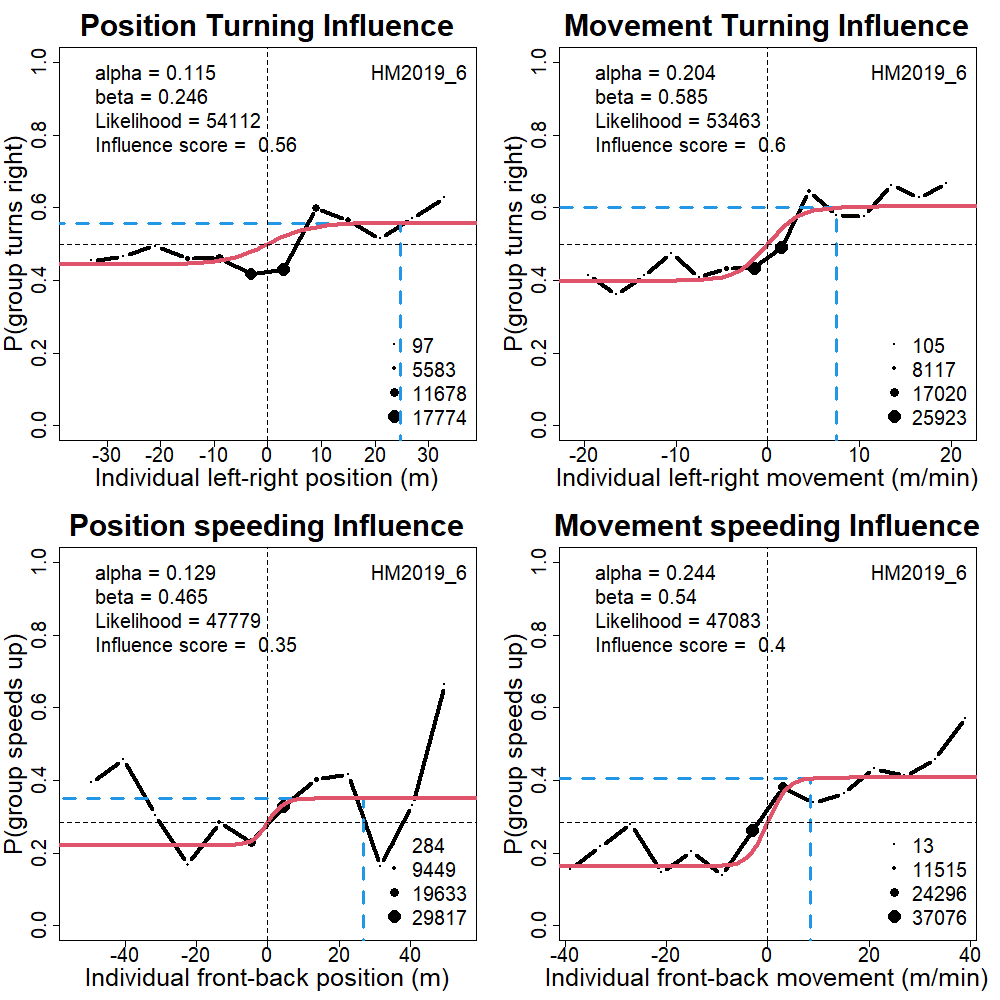 Position Turning Influence
alpha = 0.115
beta = 0.246
Likelihood = 54112
Influence score =  0.56
HM2019_6
P(group turns right)
1.0
0.8
0.6
0.4
0.2
0.0
97
5583
11678
17774
-30 -20 -10 0 10 20 30
Individual left-right position (m)
Movement Turning Influence
alpha = 0.204
beta = 0.585
Likelihood = 53463
Influence score =  0.6
HM2019_6
P(group turns right)
1.0
0.8
0.6
0.4
0.2
0.0
105
8117
17020
25923
-20 -10 0 10 20
Individual left-right movement (m/min)
Position speeding Influence
alpha = 0.129
beta = 0.465
Likelihood = 47779
Influence score =  0.35
HM2019_6
P(group speeds up)
1.0
0.8
0.6
0.4
0.2
0.0
284
9449
19633
29817
-40 -20 0 20 40
Individual front-back position (m)
Movement speeding Influence
alpha = 0.244
beta = 0.54
Likelihood = 47083
Influence score =  0.4
HM2019_6
P(group speeds up)
1.0
0.8
0.6
0.4
0.2
0.0
13
11515
24296
37076
-40 -20 0 20 40
Individual front-back movement (m/min)